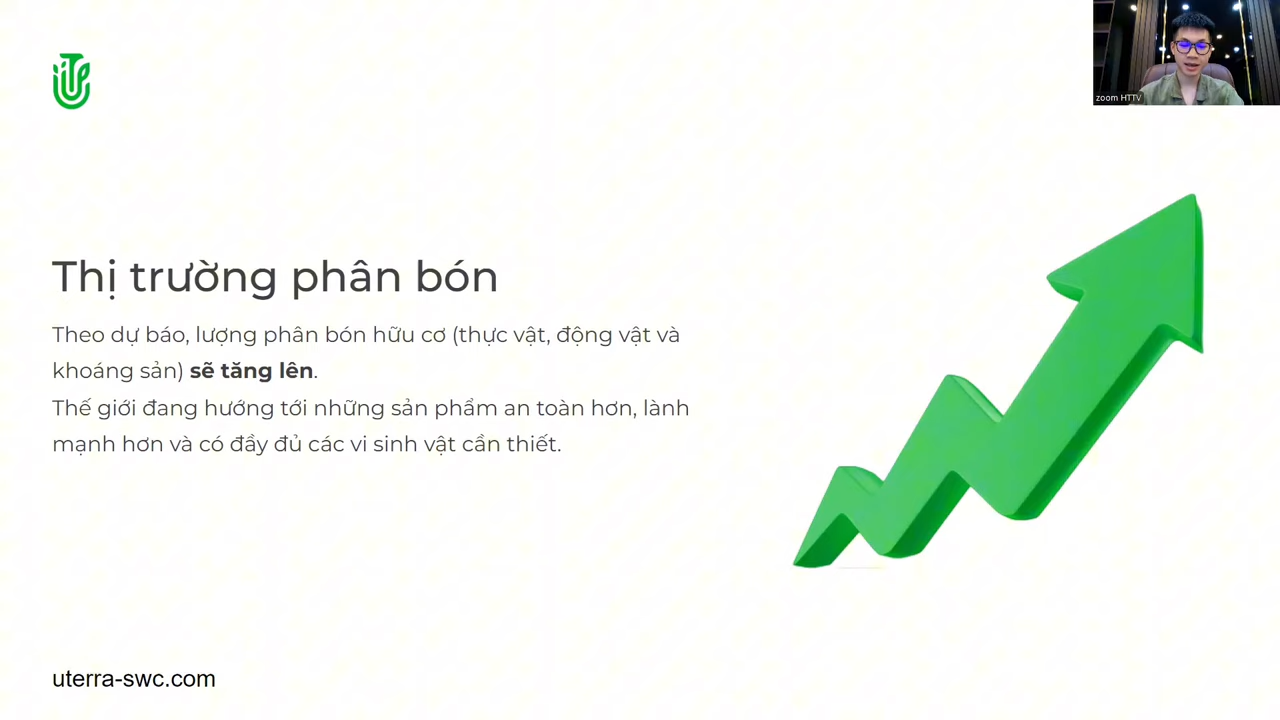 zoom HTTV
Thị trường phân bón
Theo dự báo, lượng phân bón hữu cơ (thực vật, động vật và
khoáng sản) sẽ tăng lên.
Thế giới đang hướng tới những sản phẩm an toàn hơn, lành
mạnh hơn và có đầy đủ các vi sinh vật cần thiết.
uterra-swc.com